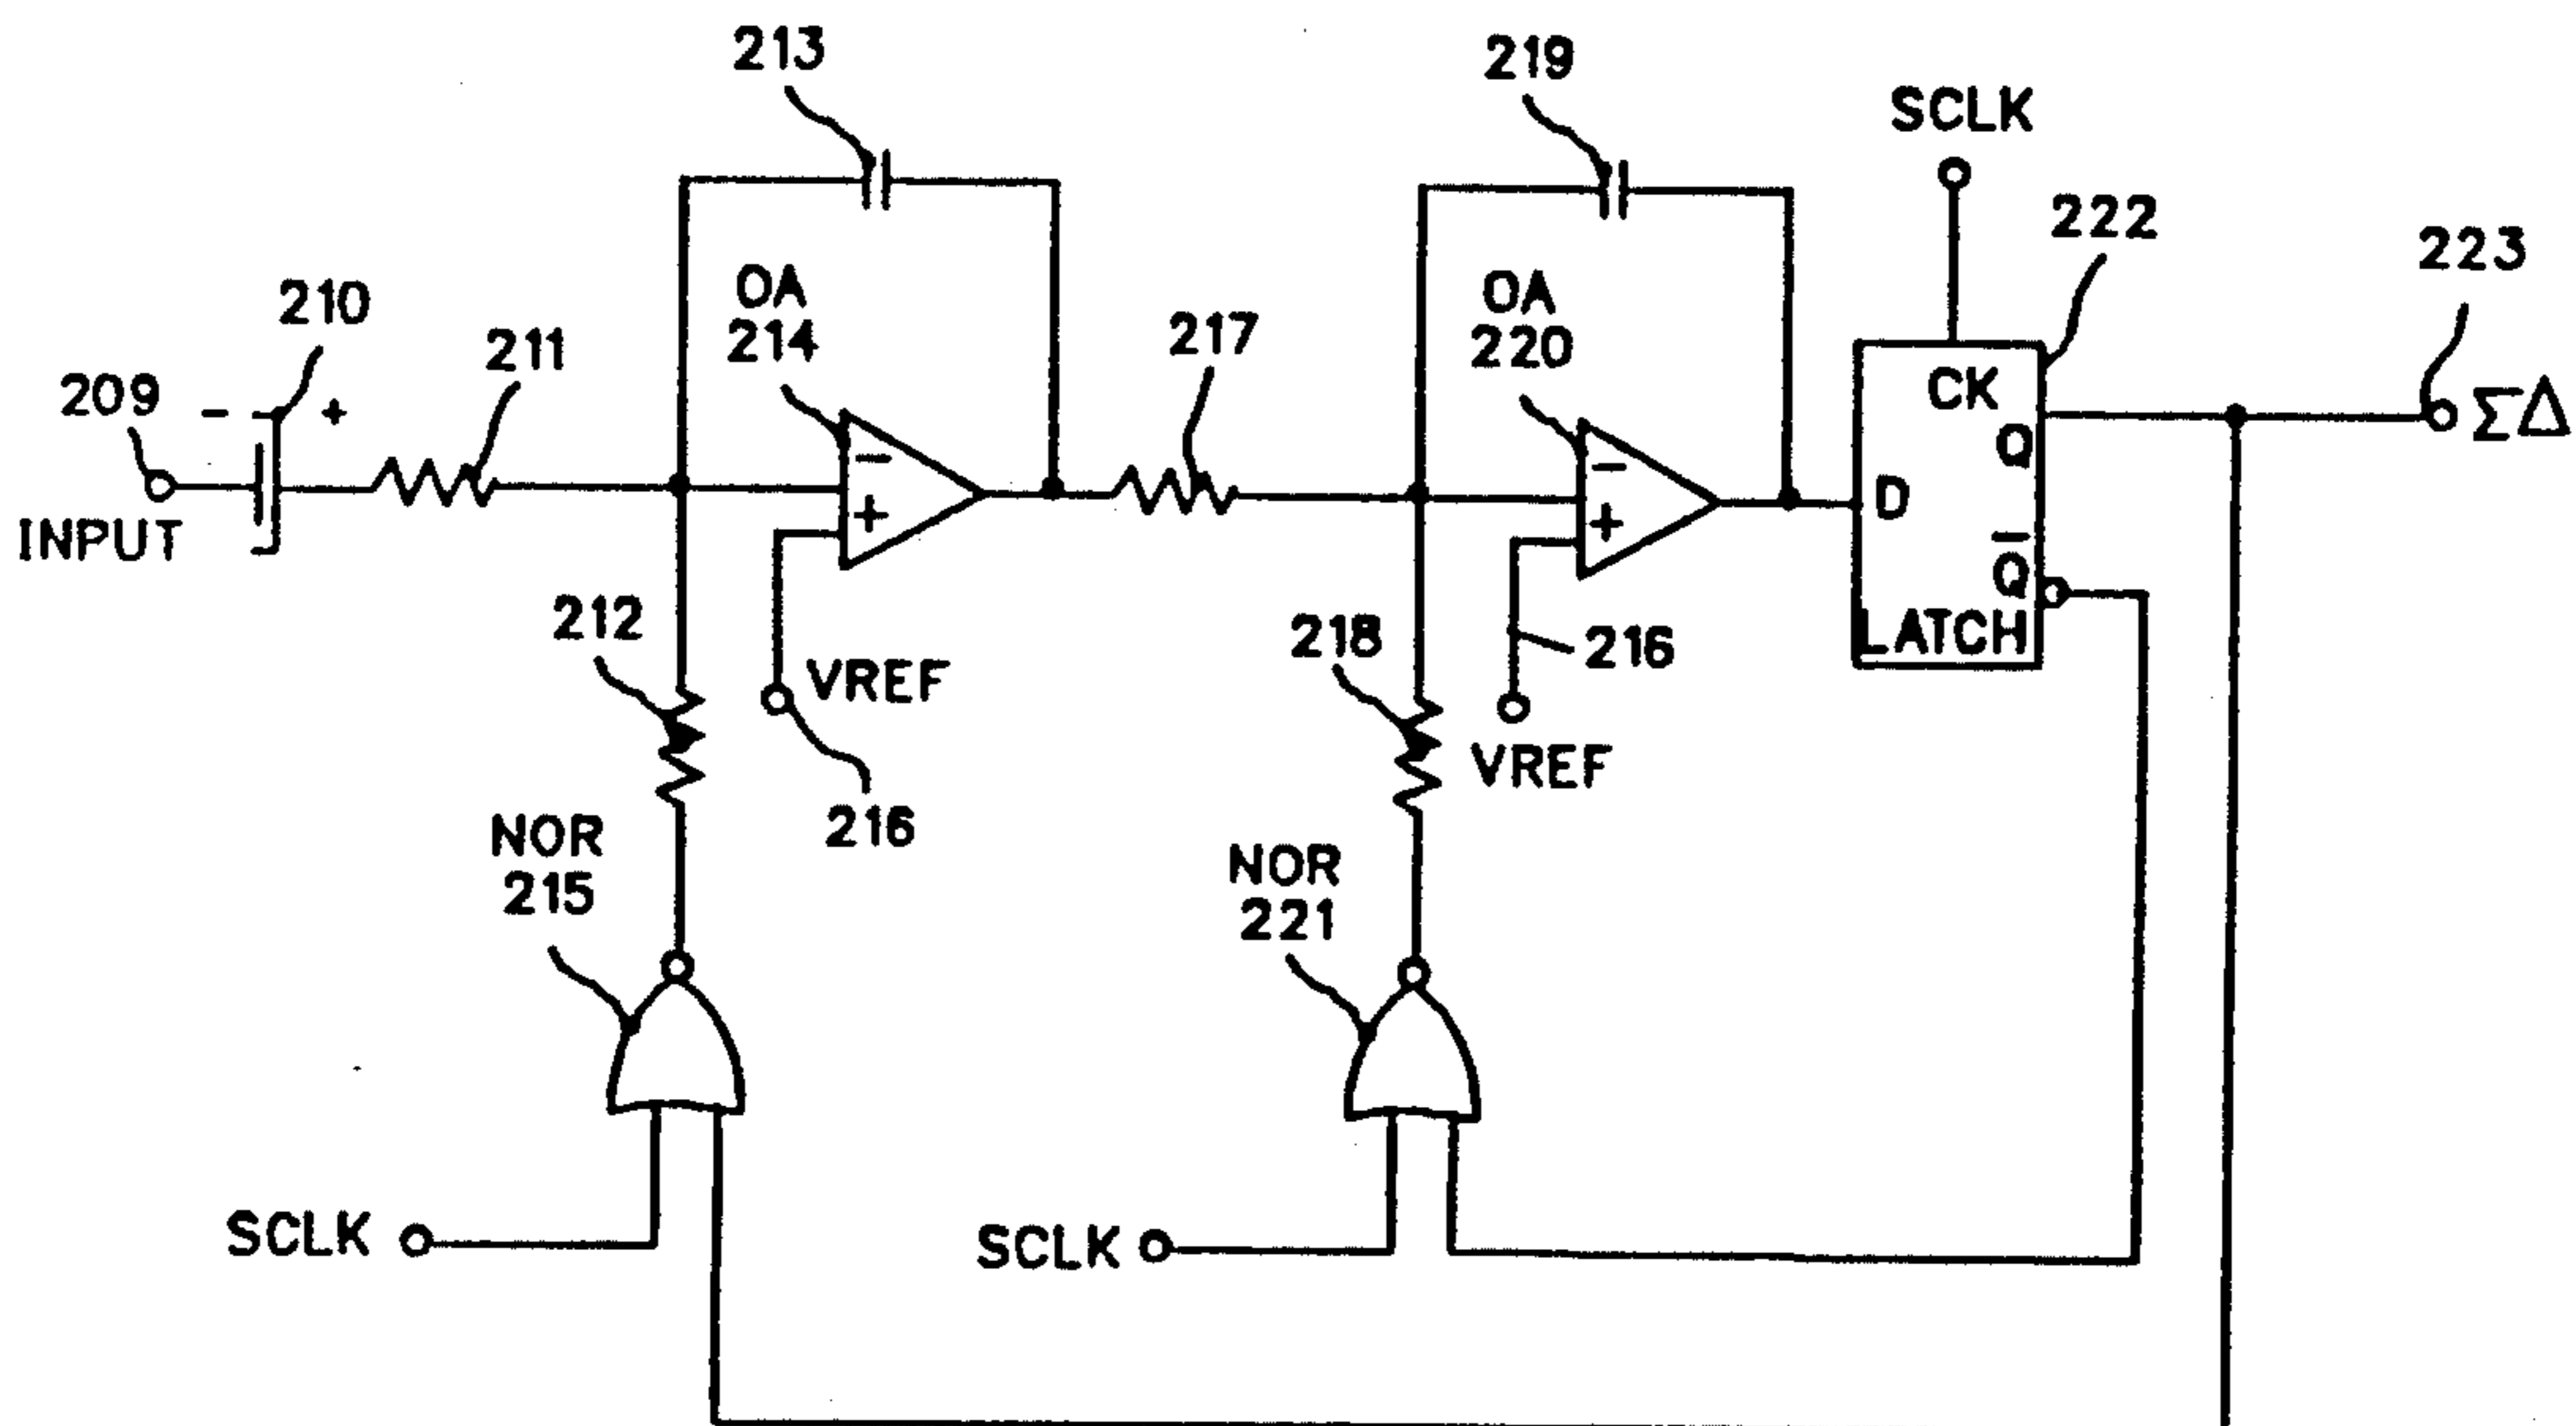 213
219
SCLK
222
223
210
211
209
- +
INPUT
OA
214
-
+
217
OA
220
-
+
CK
Q
D
Q̅
LATCH
ΣΔ
212
VREF
216
218
216
VREF
NOR
215
NOR
221
SCLK
SCLK